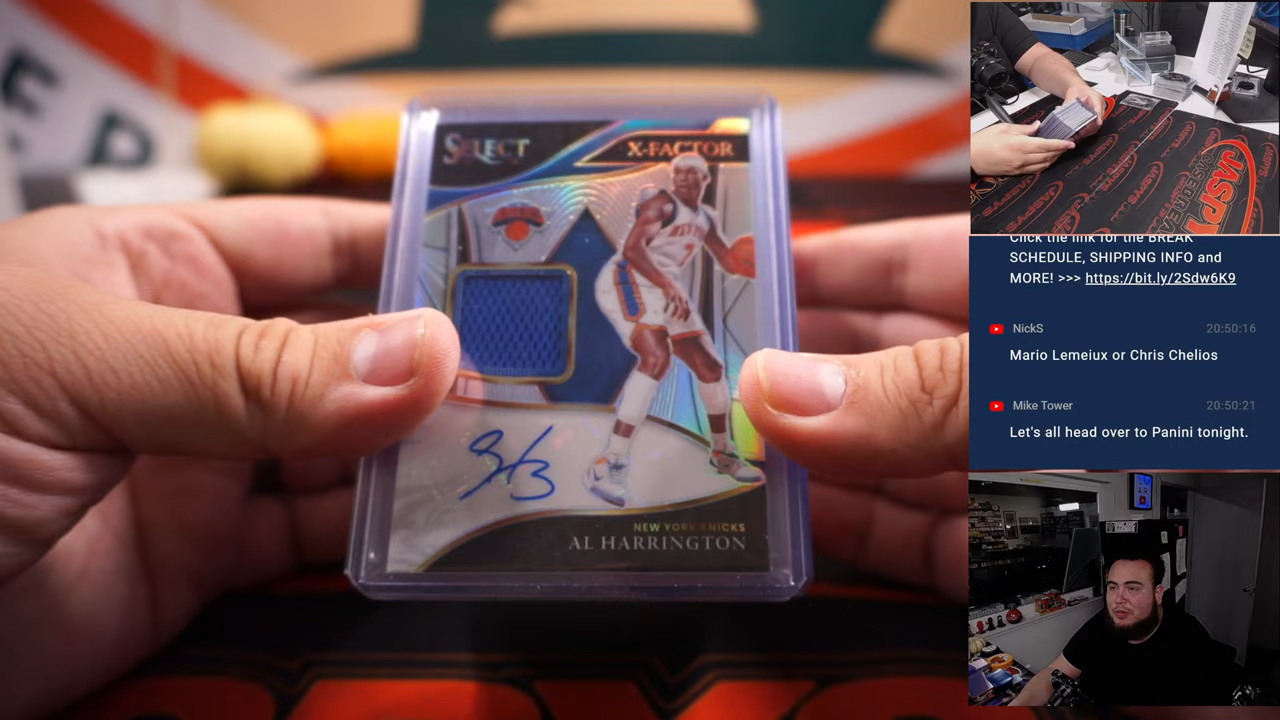 SELECT
X-FACTOR
NEW YORK KNICKS
AL HARRINGTON
Click the link for the BREAK
SCHEDULE, SHIPPING INFO and
MORE! >>> https://bit.ly/2Sdw6K9
NickS 20:50:16
Mario Lemeiux or Chris Chelios
Mike Tower 20:50:21
Let's all head over to Panini tonight.